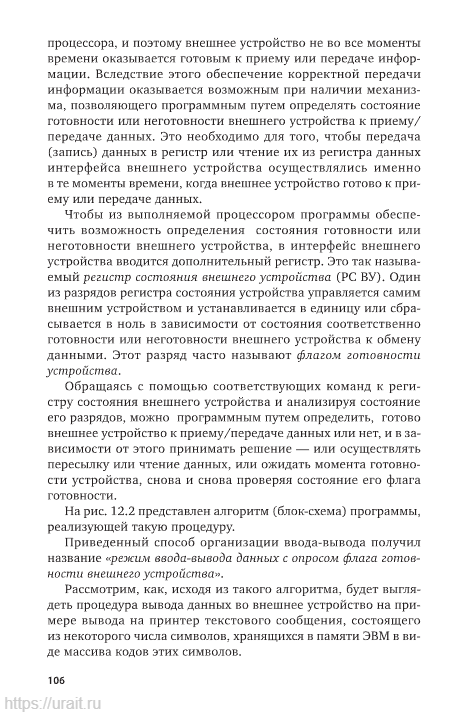 процессора, и поэтому внешнее устройство не во все моменты
времени оказывается готовым к приему или передаче инфор-
мации. Вследствие этого обеспечение корректной передачи
информации оказывается возможным при наличии механиз-
ма, позволяющего программным путем определять состояние
готовности или неготовности внешнего устройства к приему/
передаче данных. Это необходимо для того, чтобы передача
(запись) данных в регистр или чтение их из регистра данных
интерфейса внешнего устройства осуществлялись именно
в те моменты времени, когда внешнее устройство готово к при-
ему или передаче данных.
Чтобы из выполняемой процессором программы обеспе-
чить возможность определения состояния готовности или
неготовности внешнего устройства, в интерфейс внешнего
устройства вводится дополнительный регистр. Это так называ-
емый регистр состояния внешнего устройства (РС ВУ). Один
из разрядов регистра состояния устройства управляется самим
внешним устройством и устанавливается в единицу или сбра-
сывается в ноль в зависимости от состояния соответственно
готовности или неготовности внешнего устройства к обмену
данными. Этот разряд часто называют флагом готовности
устройства.
Обращаясь с помощью соответствующих команд к реги-
стру состояния внешнего устройства и анализируя состояние
его разрядов, можно программным путем определить, готово
внешнее устройство к приему/передаче данных или нет, и в за-
висимости от этого принимать решение — или осуществлять
пересылку или чтение данных, или ожидать момента готовно-
сти устройства, снова и снова проверяя состояние его флага
готовности.
На рис. 12.2 представлен алгоритм (блок-схема) программы,
реализующей такую процедуру.
Приведенный способ организации ввода-вывода получил
название «режим ввода-вывода данных с опросом флага готов-
ности внешнего устройства».
Рассмотрим, как, исходя из такого алгоритма, будет выгля-
деть процедура вывода данных во внешнее устройство на при-
мере вывода на принтер текстового сообщения, состоящего
из некоторого числа символов, хранящихся в памяти ЭВМ в ви-
де массива кодов этих символов.
106
https://urait.ru